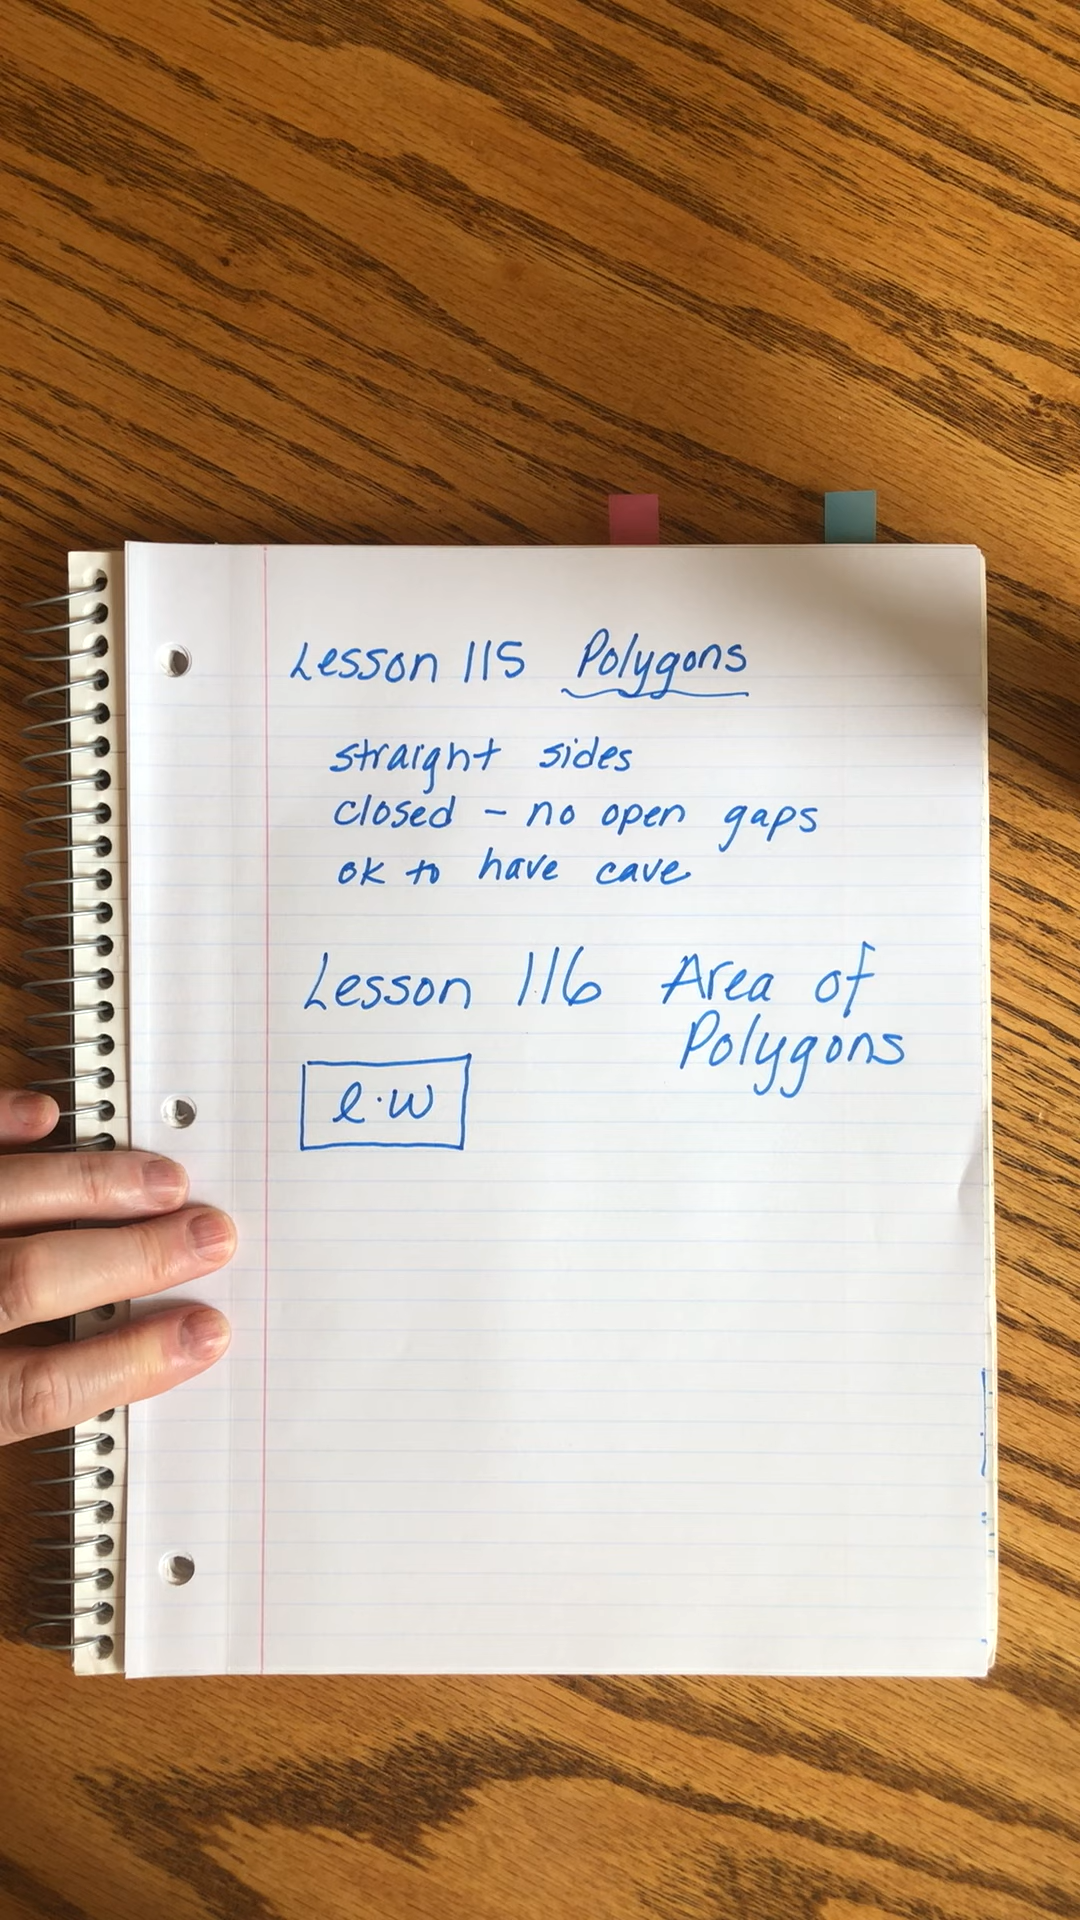 Lesson 115 Polygons
straight sides
closed - no open gaps
ok to have cave
Lesson 116 Area of
Polygons
l·w